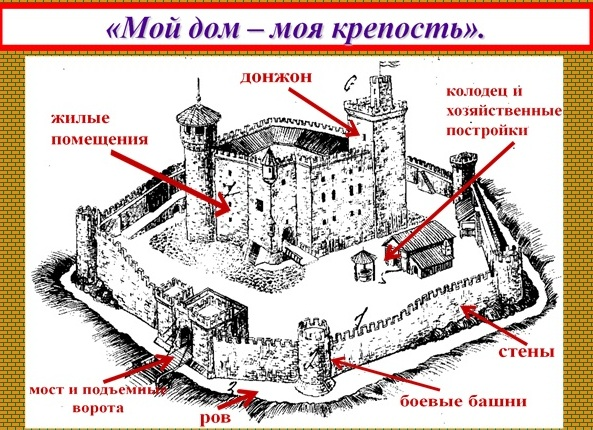 «Мой дом – моя крепость».
донжон
колодец и
хозяйственные
постройки
жилые
помещения
стены
мост и подъемные
ворота
боевые башни
ров